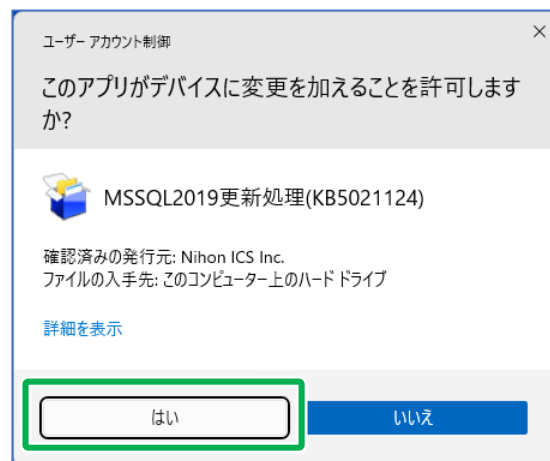 ユーザー アカウント制御
このアプリがデバイスに変更を加えることを許可します
か?
MSSQL2019更新処理(KB5021124)
確認済みの発行元: Nihon ICS Inc.
ファイルの入手先: このコンピューター上のハード ドライブ
詳細を表示
はい
いいえ